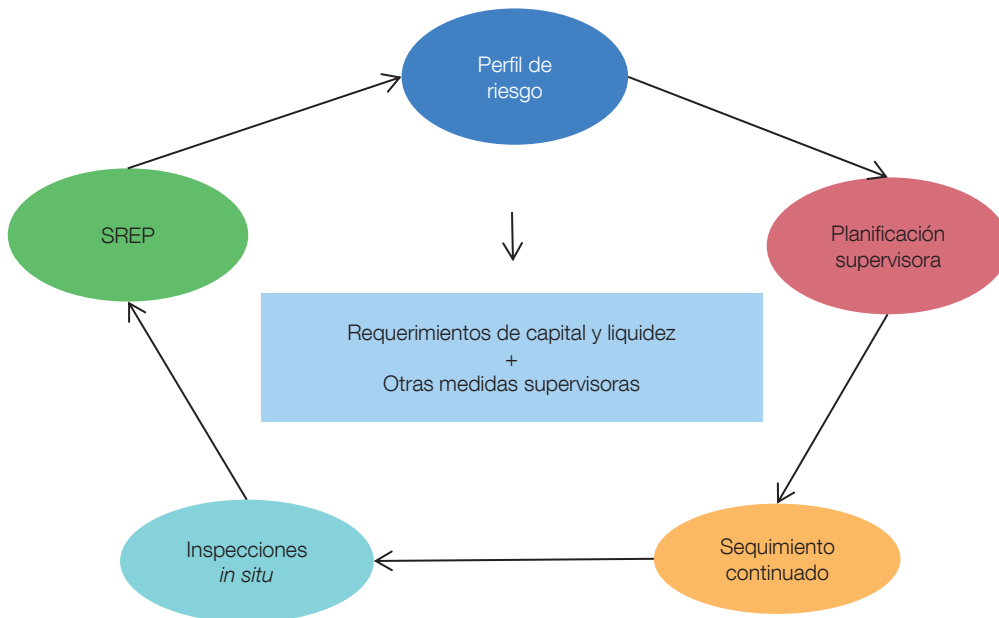 Perfil de
riesgo
SREP
Planificación
supervisora
Requerimientos de capital y liquidez
+
Otras medidas supervisoras
Inspecciones
in situ
Sequimiento
continuado